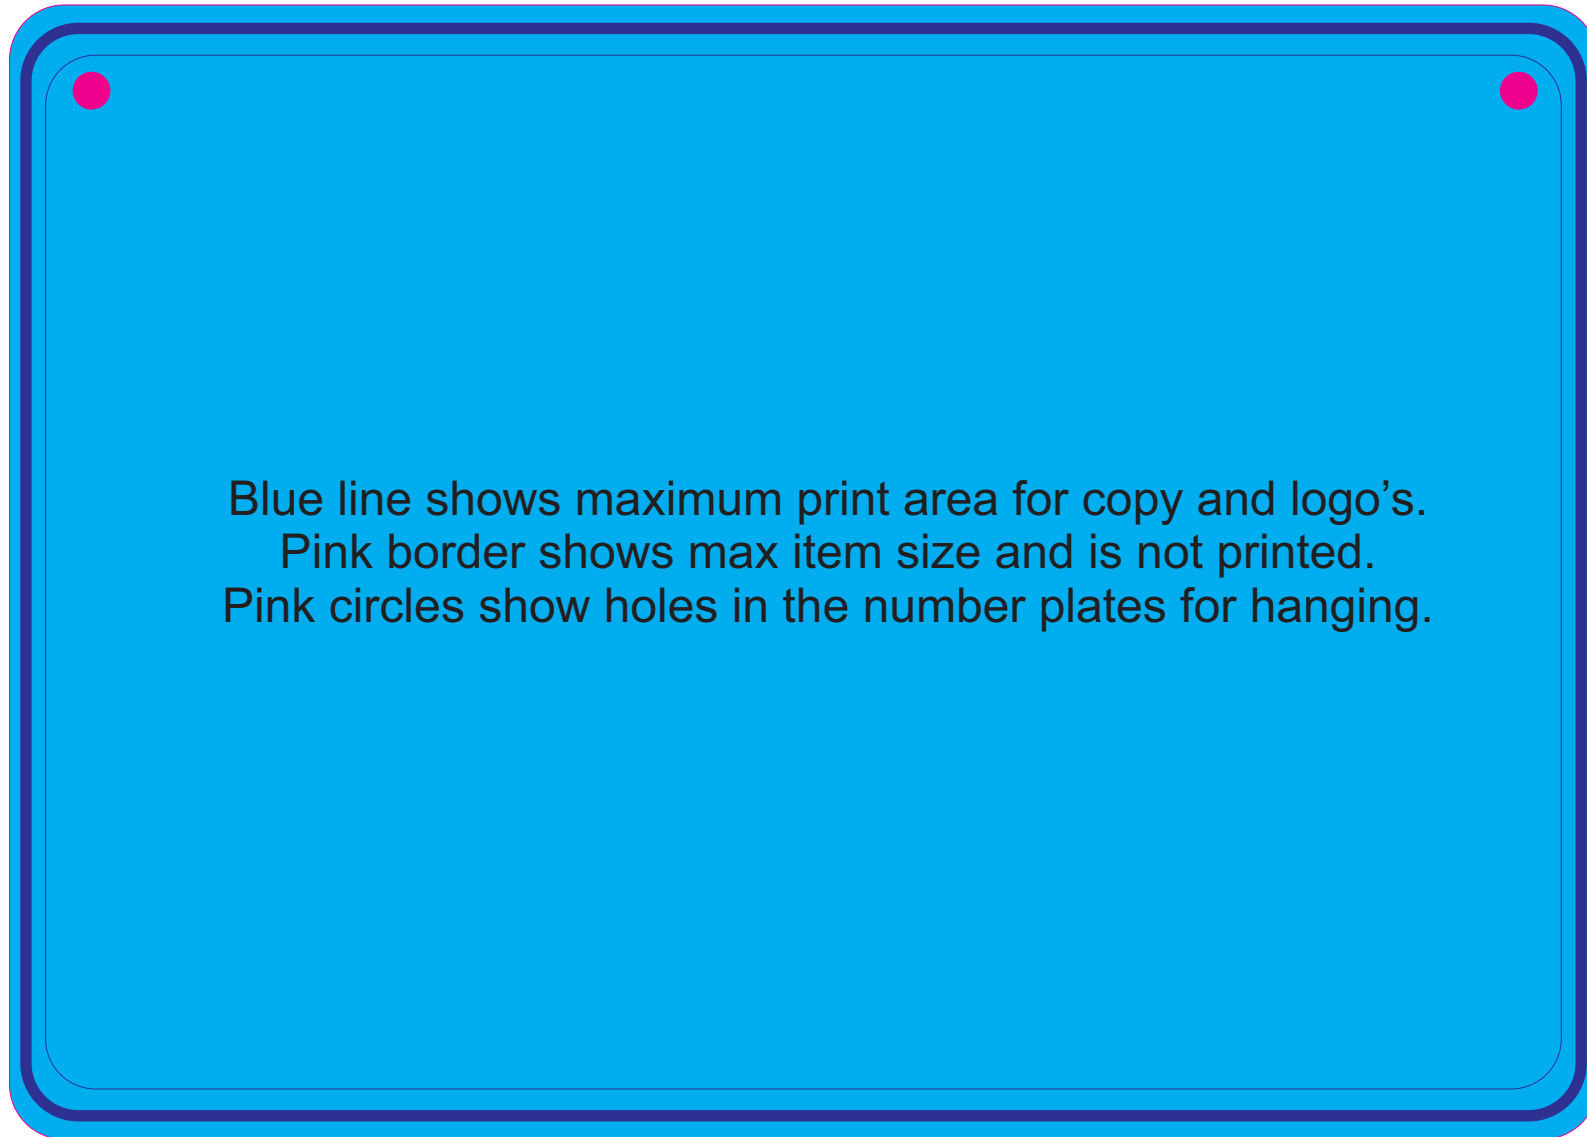 Blue line shows maximum print area for copy and logo’s.
Pink border shows max item size and is not printed.
Pink circles show holes in the number plates for hanging.